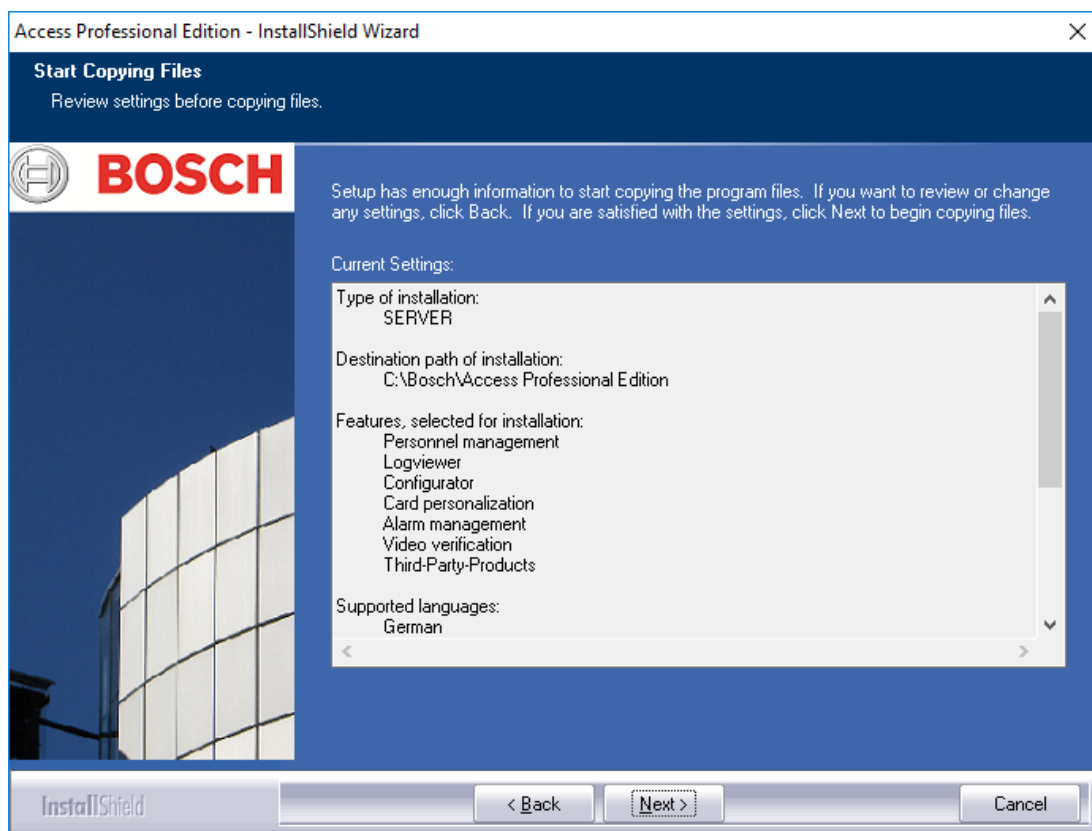 Access Professional Edition - InstallShield Wizard
Start Copying Files
Review settings before copying files.
BOSCH
Setup has enough information to start copying the program files. If you want to review or change
any settings, click Back. If you are satisfied with the settings, click Next to begin copying files.
Current Settings:
Type of installation:
SERVER
Destination path of installation:
C:\Bosch\Access Professional Edition
Features, selected for installation:
Personnel management
Logviewer
Configurator
Card personalization
Alarm management
Video verification
Third-Party-Products
Supported languages:
German
InstallShield
< Back
Next >
Cancel